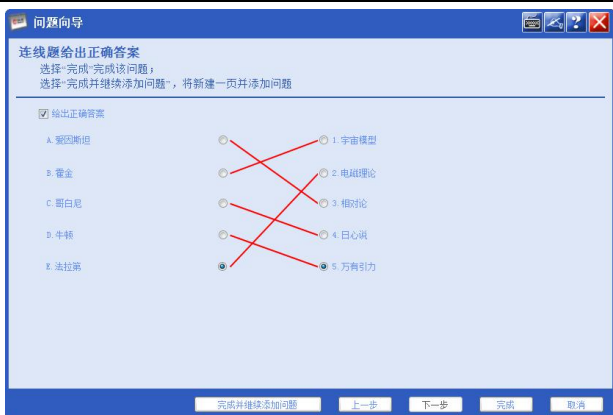 问题向导
连线题给出正确答案
选择“完成”完成该问题；
选择“完成并继续添加问题”，将新建一页并添加问题
给出正确答案
A. 爱因斯坦 1. 宇宙模型
B. 霍金 2. 电磁理论
C. 哥白尼 3. 相对论
D. 牛顿 4. 日心说
E. 法拉第 5. 万有引力
完成并继续添加问题 上一步 下一步 完成 取消